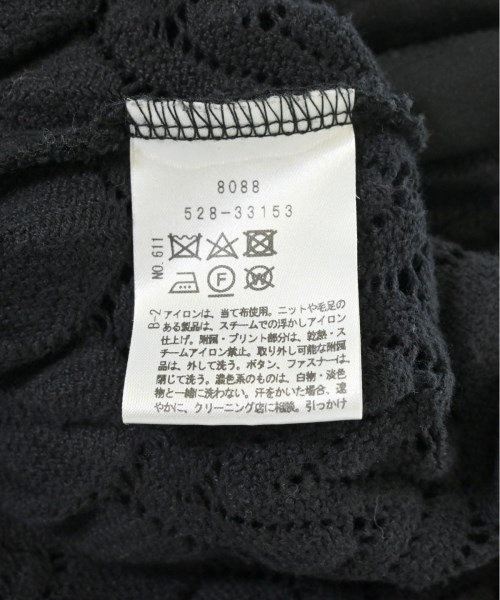 8088
528-33153
NO.611
F
W
B-2
アイロンは、当て布使用。ニットや毛足の
ある製品は、スチームでの浮かしアイロン
仕上げ。附属・プリント部分は、乾熱・ス
チームアイロン禁止。取り外し可能な附属
品は、外して洗う。ボタン、ファスナーは、
閉じて洗う。濃色系のものは、白物・淡色
物と一緒に洗わない。汗をかいた場合、速
やかに、クリーニング店に相談。引っかけ